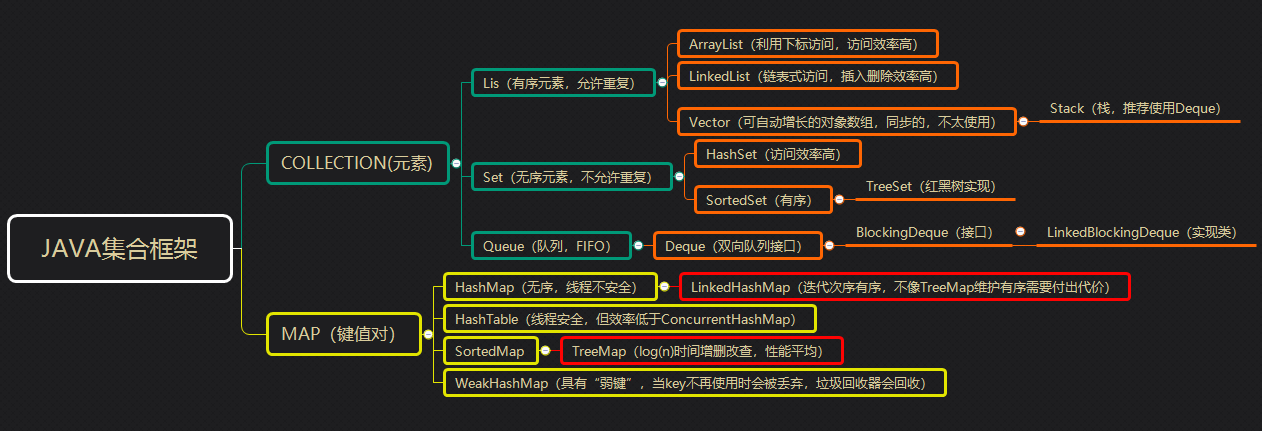 JAVA集合框架
COLLECTION(元素)
Lis（有序元素，允许重复）
ArrayList（利用下标访问，访问效率高）
LinkedList（链表式访问，插入删除效率高）
Vector（可自动增长的对象数组，同步的，不太使用）
Stack（栈，推荐使用Deque）
Set（无序元素，不允许重复）
HashSet（访问效率高）
SortedSet（有序）
TreeSet（红黑树实现）
Queue（队列，FIFO）
Deque（双向队列接口）
BlockingDeque（接口）
LinkedBlockingDeque（实现类）
MAP（键值对）
HashMap（无序，线程不安全）
LinkedHashMap（迭代次序有序，不像TreeMap维护有序需要付出代价）
HashTable（线程安全，但效率低于ConcurrentHashMap）
SortedMap
TreeMap（log(n)时间增删改查，性能平均）
WeakHashMap（具有“弱键”，当key不再使用时会被丢弃，垃圾回收器会回收）